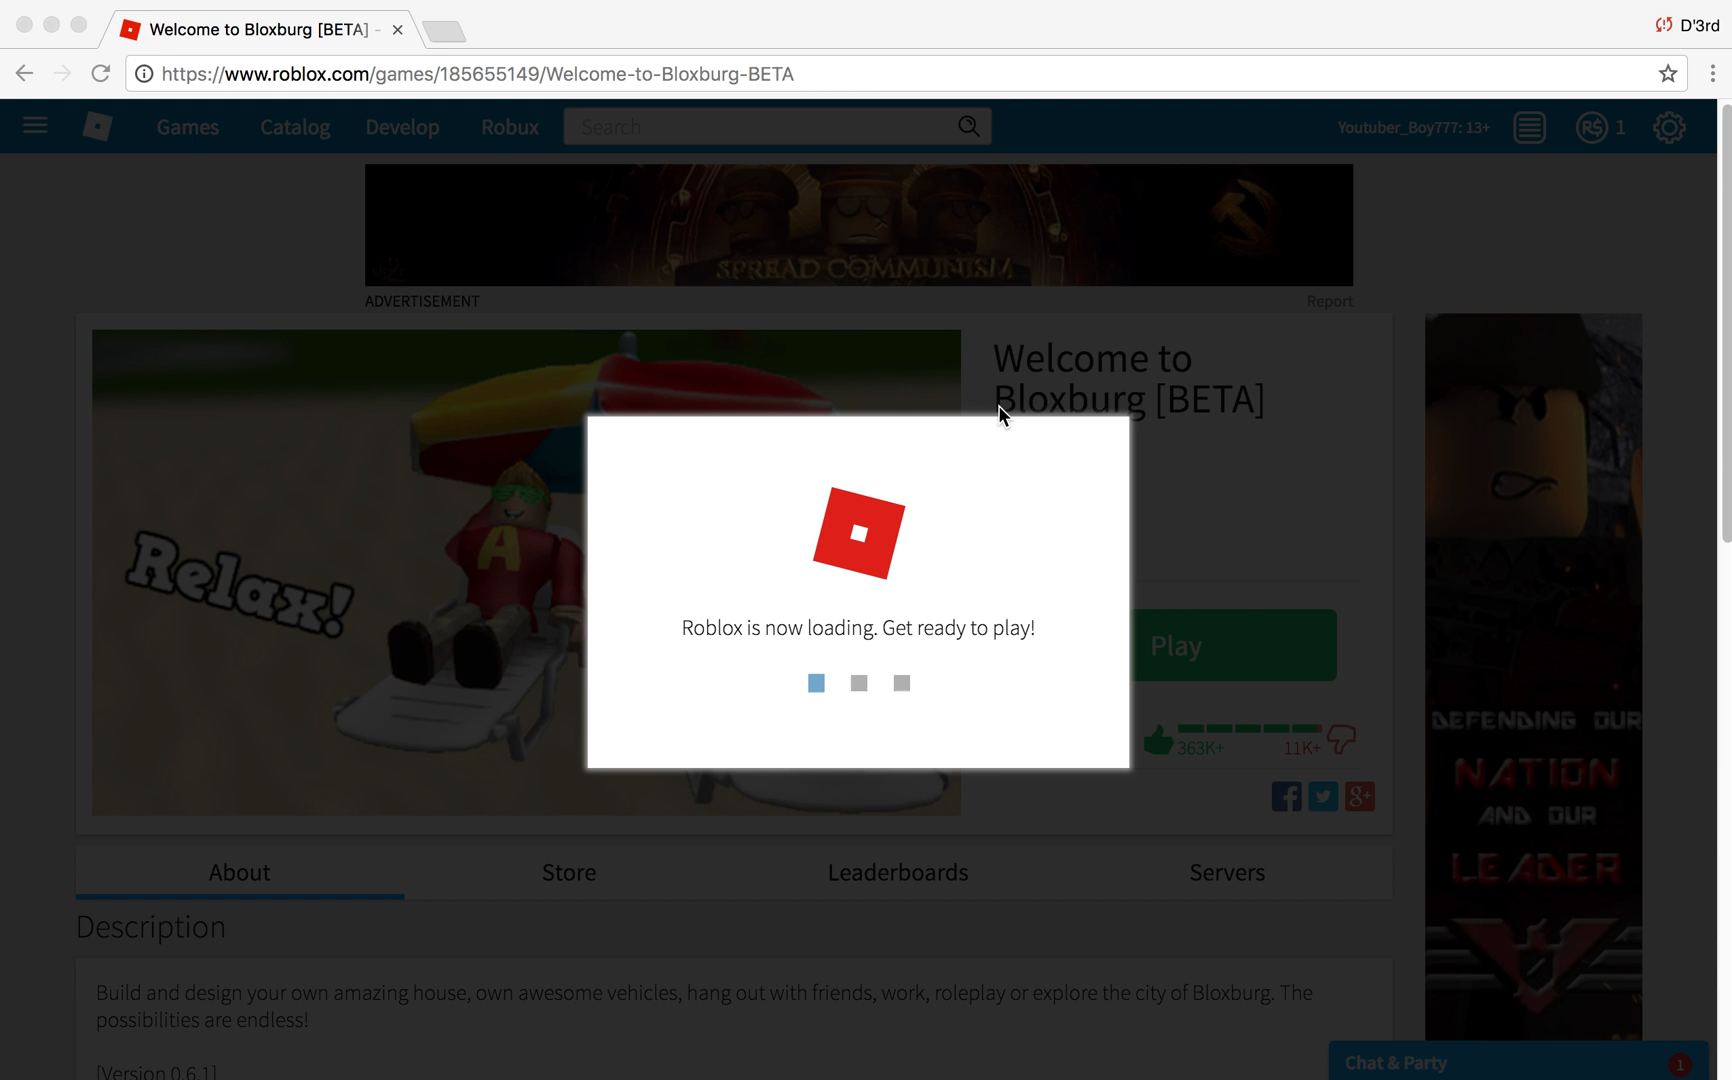 Welcome to Bloxburg [BETA] -
D'3rd
https://www.roblox.com/games/185655149/Welcome-to-Bloxburg-BETA
Games Catalog Develop Robux Search Youtuber_Boy777: 13+ R$ 1
SPREAD COMMUNISM
ADVERTISEMENT Report
Welcome to
Bloxburg [BETA]
Relax!
A
Roblox is now loading. Get ready to play!
Play
363K+ 11K+
DEFENDING OUR
NATION
AND OUR
LEADER
About Store Leaderboards Servers
Description
Build and design your own amazing house, own awesome vehicles, hang out with friends, work, roleplay or explore the city of Bloxburg. The
possibilities are endless!
[Version 0.6.1]
Chat & Party 1